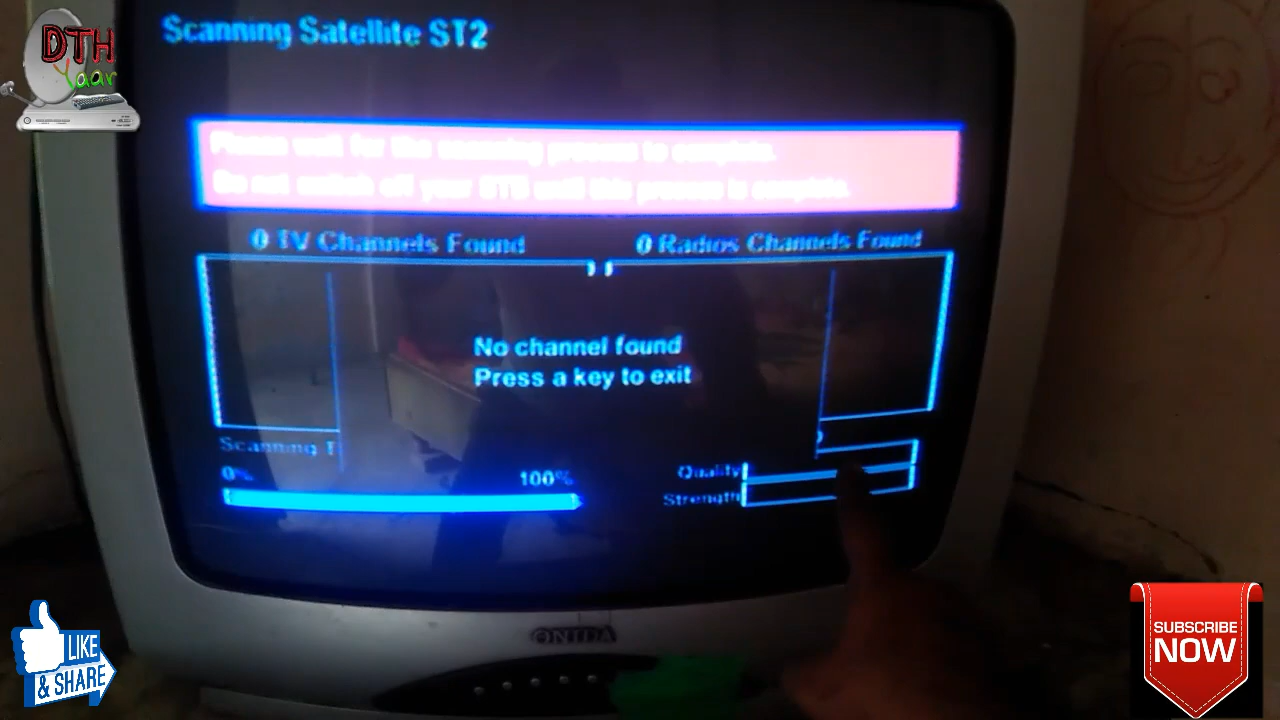 DTH
Yaar
Scanning Satellite ST2
Please wait for the scanning process to complete.
Do not switch off your STB until this process is complete.
0 TV Channels Found
0 Radios Channels Found
No channel found
Press a key to exit
Scanning
0%
100%
Quality
Strength
ONIDA
LIKE
& SHARE
SUBSCRIBE
NOW